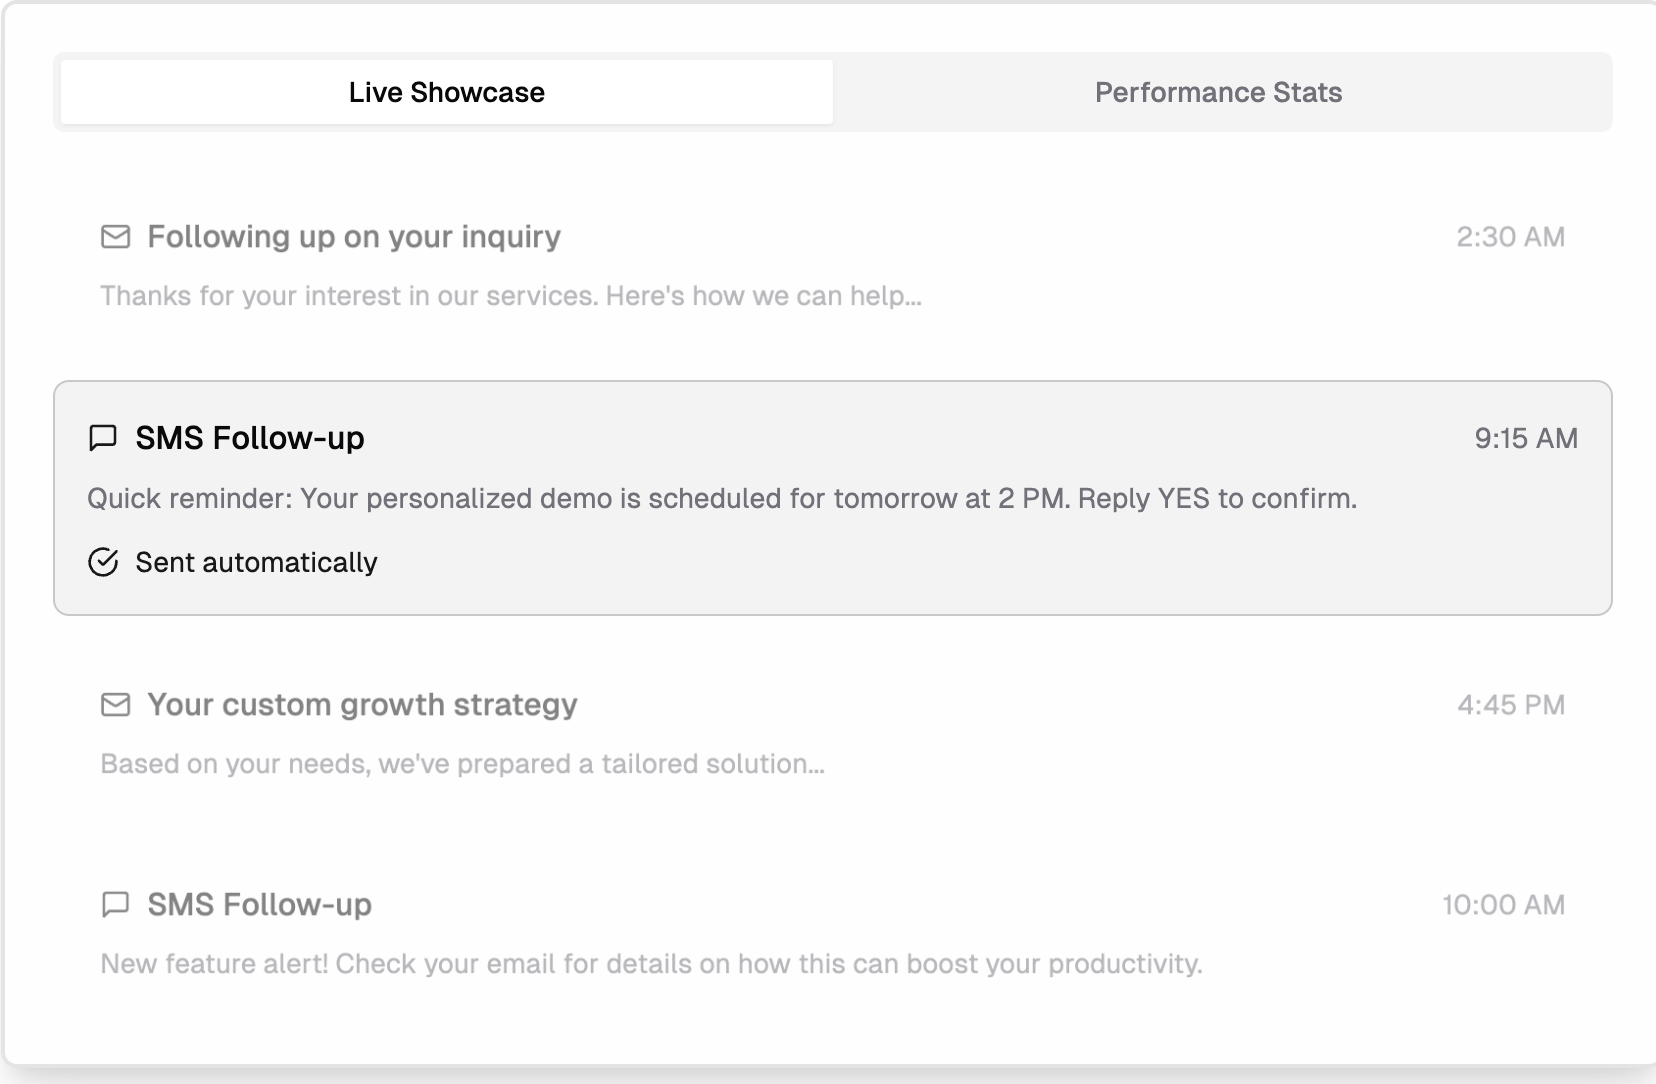 Live Showcase
Performance Stats
Following up on your inquiry
2:30 AM
Thanks for your interest in our services. Here's how we can help...
SMS Follow-up
9:15 AM
Quick reminder: Your personalized demo is scheduled for tomorrow at 2 PM. Reply YES to confirm.
Sent automatically
Your custom growth strategy
4:45 PM
Based on your needs, we've prepared a tailored solution...
SMS Follow-up
10:00 AM
New feature alert! Check your email for details on how this can boost your productivity.